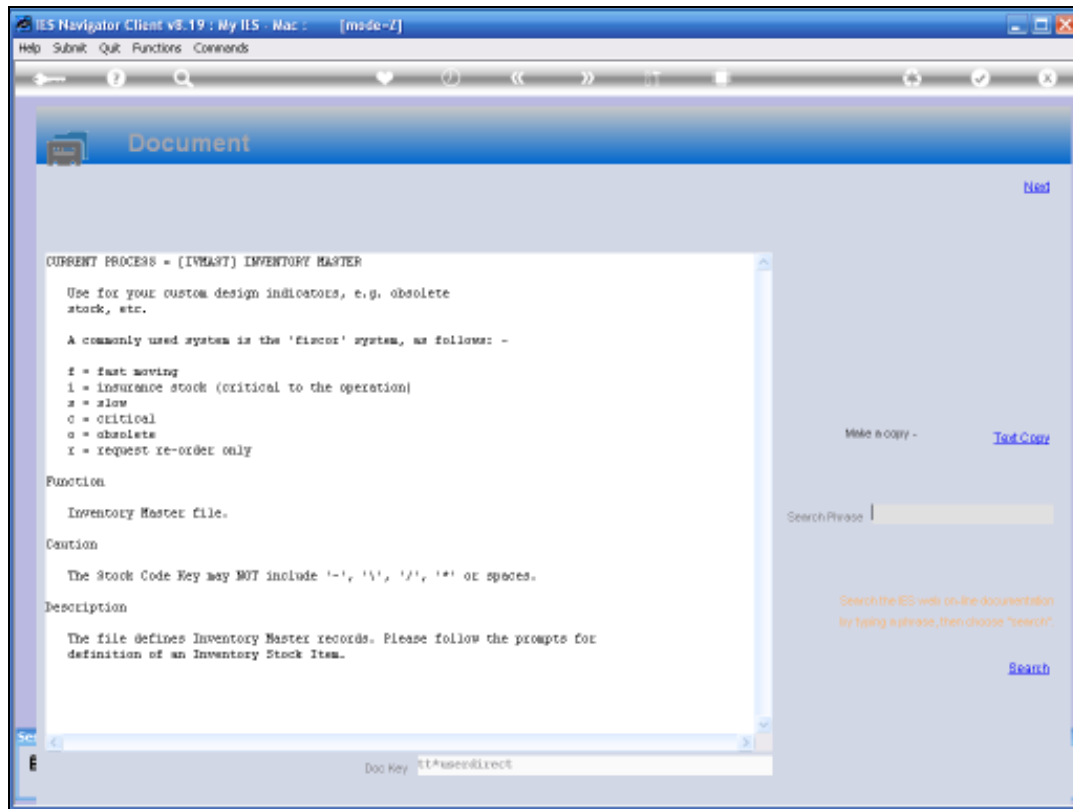 IES Navigator Client v8.19 : My IES - Mac : [mode=Z]
Help Submit Quit Functions Commands
Document
Next
CURRENT PROCESS = [IVMAST] INVENTORY MASTER
Use for your custom design indicators, e.g. obsolete
stock, etc.
A commonly used system is the 'fiscor' system, as follows: -
f = fast moving
i = insurance stock (critical to the operation)
s = slow
c = critical
o = obsolete
r = request re-order only
Function
Inventory Master file.
Caution
The Stock Code Key may NOT include '-', '\', '/', '*' or spaces.
Description
The file defines Inventory Master records. Please follow the prompts for
definition of an Inventory Stock Item.
Make a copy -
Text Copy
Search Phrase
Search the IES web on-line documentation
by typing a phrase, then choose "search".
Search
Doc Key tt*userdirect